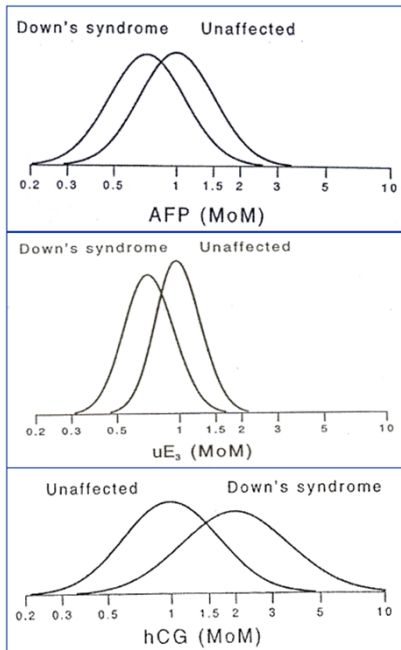 Down's syndrome Unaffected
0.2 0.3 0.5 1 1.5 2 3 5 10
AFP (MoM)
Down's syndrome Unaffected
0.2 0.3 0.5 1 1.5 2 3 5 10
uE₃ (MoM)
Unaffected Down's syndrome
0.2 0.3 0.5 1 1.5 2 3 5 10
hCG (MoM)